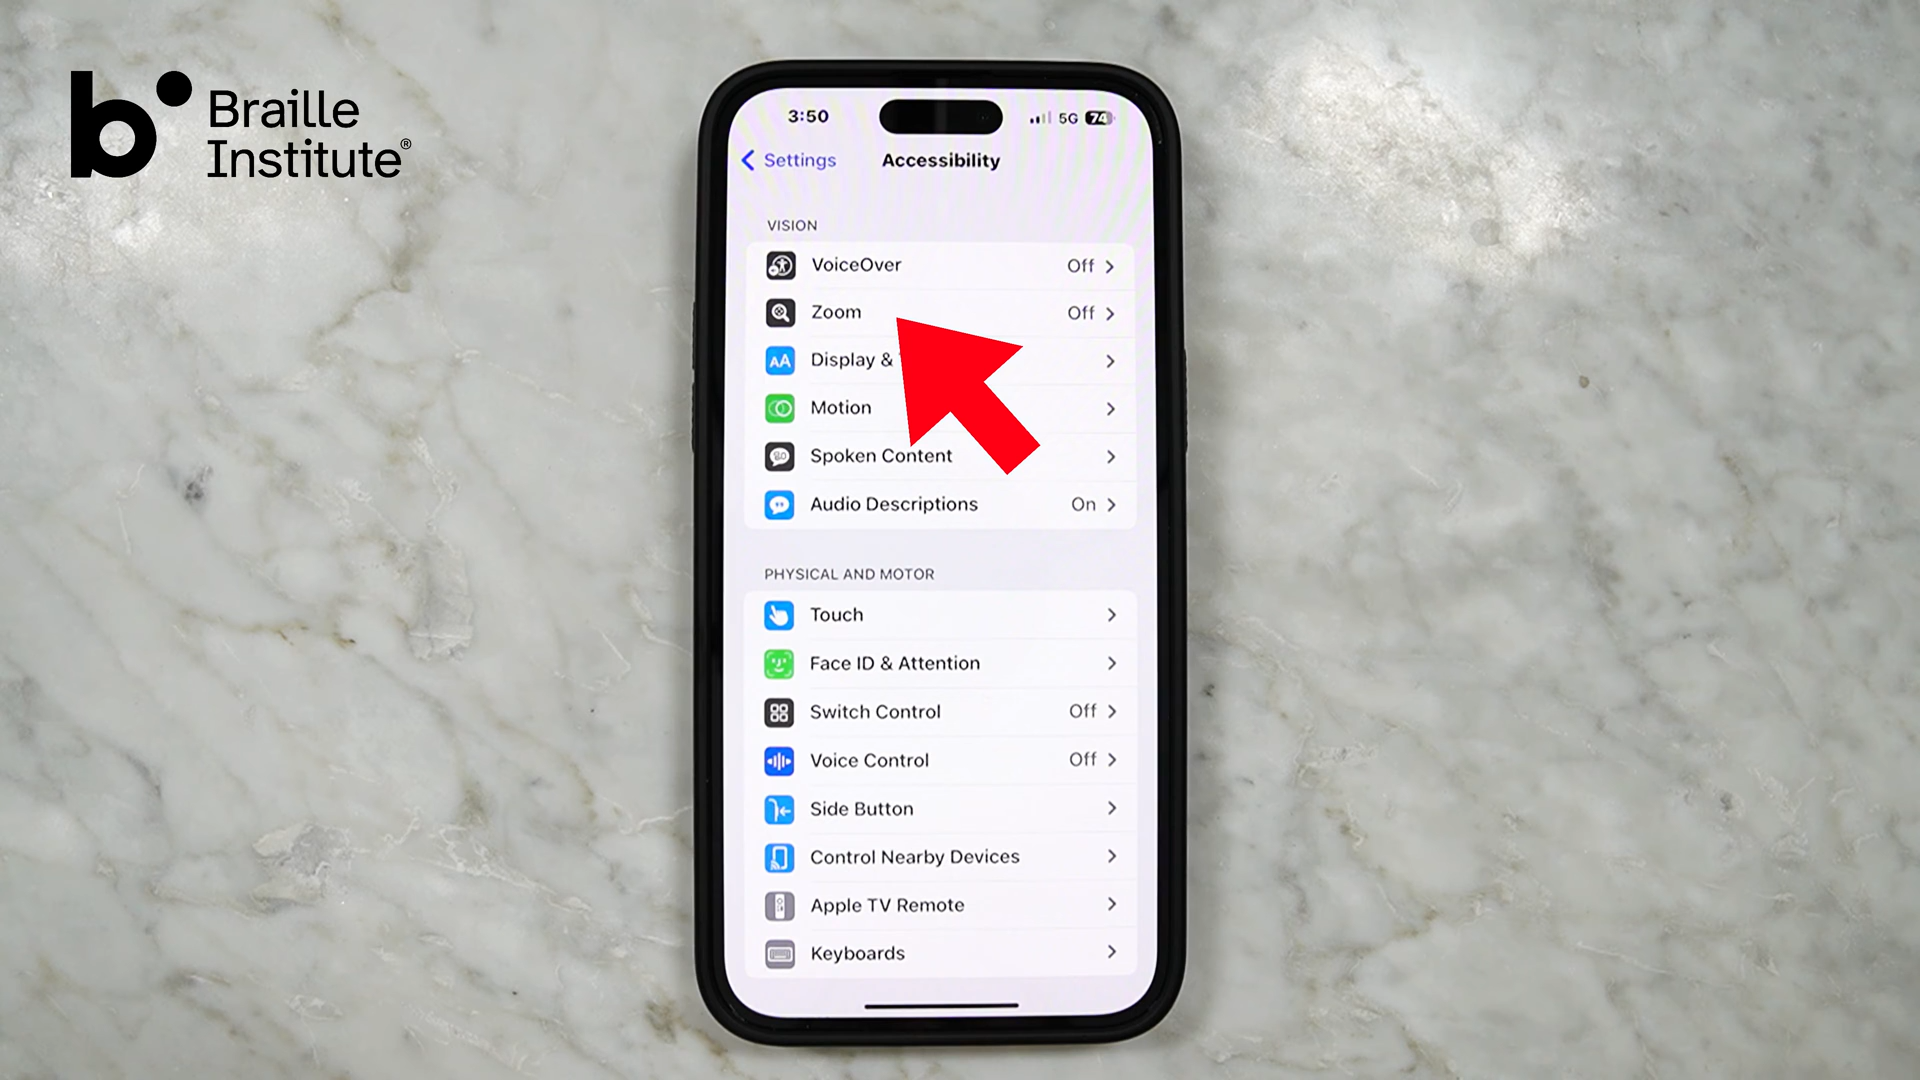 Braille
Institute®
3:50
5G 74
Settings
Accessibility
VISION
VoiceOver Off
Zoom Off
Display &
Motion
Spoken Content
Audio Descriptions On
PHYSICAL AND MOTOR
Touch
Face ID & Attention
Switch Control Off
Voice Control Off
Side Button
Control Nearby Devices
Apple TV Remote
Keyboards